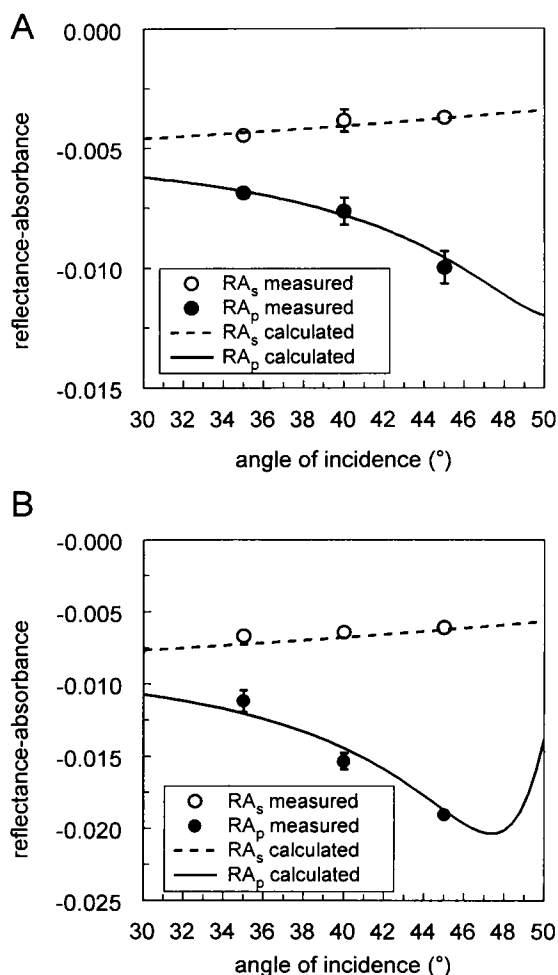 A
0.000
-0.005
-0.010
-0.015
reflectance-absorbance
RAs measured
RAp measured
RAs calculated
RAp calculated
30 32 34 36 38 40 42 44 46 48 50
angle of incidence (°)
B
-0.000
-0.005
-0.010
-0.015
-0.020
-0.025
reflectance-absorbance
RAs measured
RAp measured
RAs calculated
RAp calculated
30 32 34 36 38 40 42 44 46 48 50
angle of incidence (°)